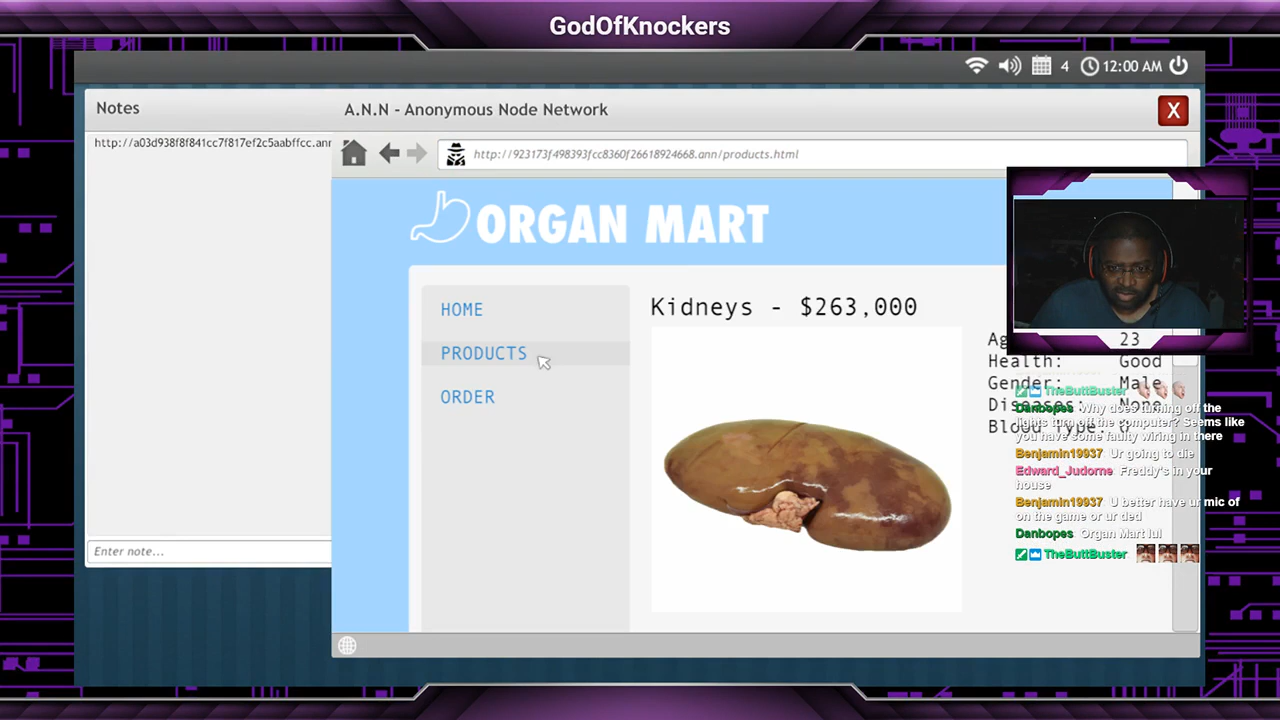 GodOfKnockers
4 12:00 AM
Notes
A.N.N - Anonymous Node Network
X
http://a03d938f8f841cc7f817ef2c5aabffcc.ann
http://923173f498393fcc8360f26618924668.ann/products.html
ORGAN MART
HOME
PRODUCTS
ORDER
Kidneys - $263,000
23
Health: Good
Gender: Male
None
Blood Type:
Enter note...
TheButtBuster
Danbopes Why does turning off the
lights turn off the computer? Seems like
you have some faulty wiring in there
Benjamin19937 Ur going to die
Edward_Judorne Freddy's in your
house
Benjamin19937 U better have ur mic of
on the game or ur ded
Danbopes Organ Mart lul
TheButtBuster